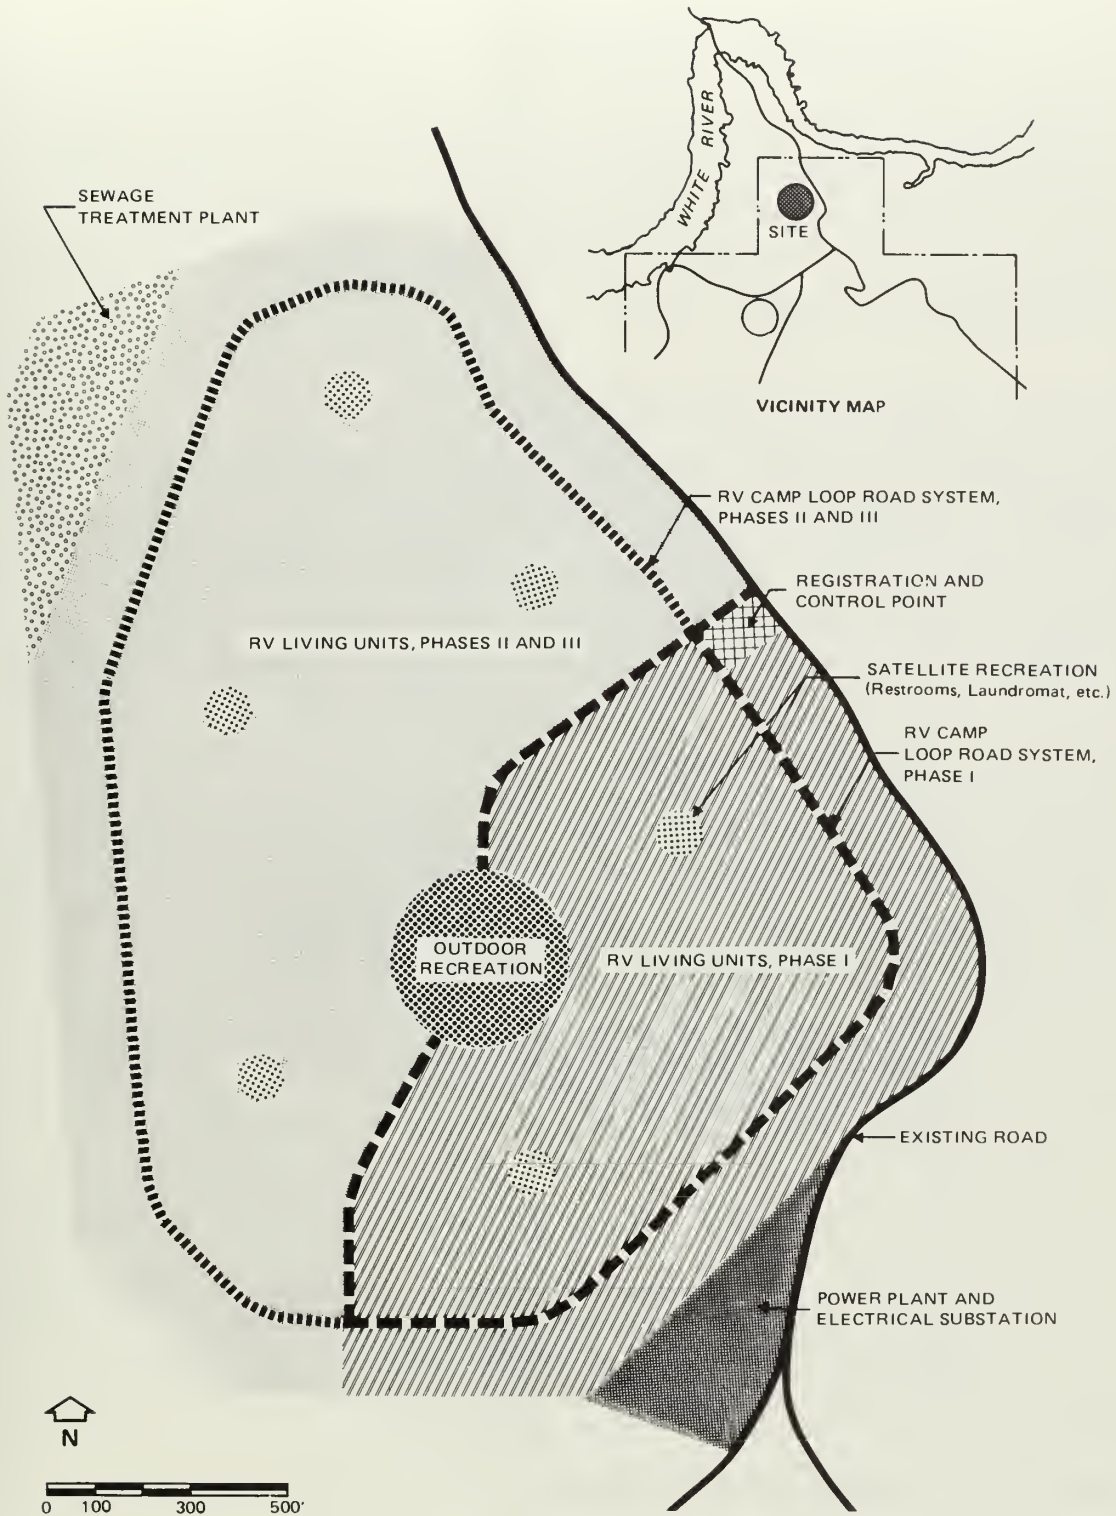 WHITE RIVER
SITE
VICINITY MAP
SEWAGE
TREATMENT PLANT
RV CAMP LOOP ROAD SYSTEM,
PHASES II AND III
REGISTRATION AND
CONTROL POINT
RV LIVING UNITS, PHASES II AND III
SATELLITE RECREATION
(Restrooms, Laundromat, etc.)
RV CAMP
LOOP ROAD SYSTEM,
PHASE I
OUTDOOR
RECREATION
RV LIVING UNITS, PHASE I
EXISTING ROAD
POWER PLANT AND
ELECTRICAL SUBSTATION
N
0 100 300 500'